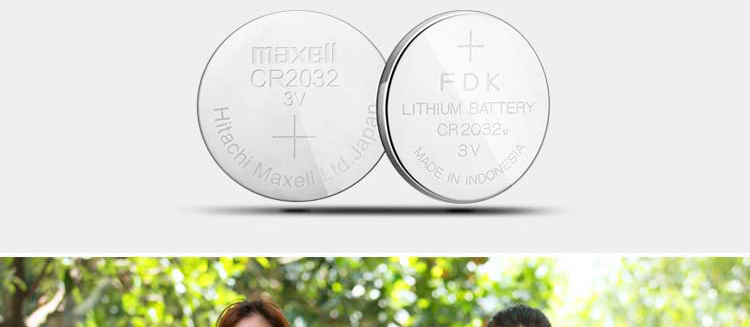 maxell
CR2032
3V
Hitachi Maxell,Ltd.Japan
FDK
LITHIUM BATTERY
CR2032
3V
MADE IN INDONESIA